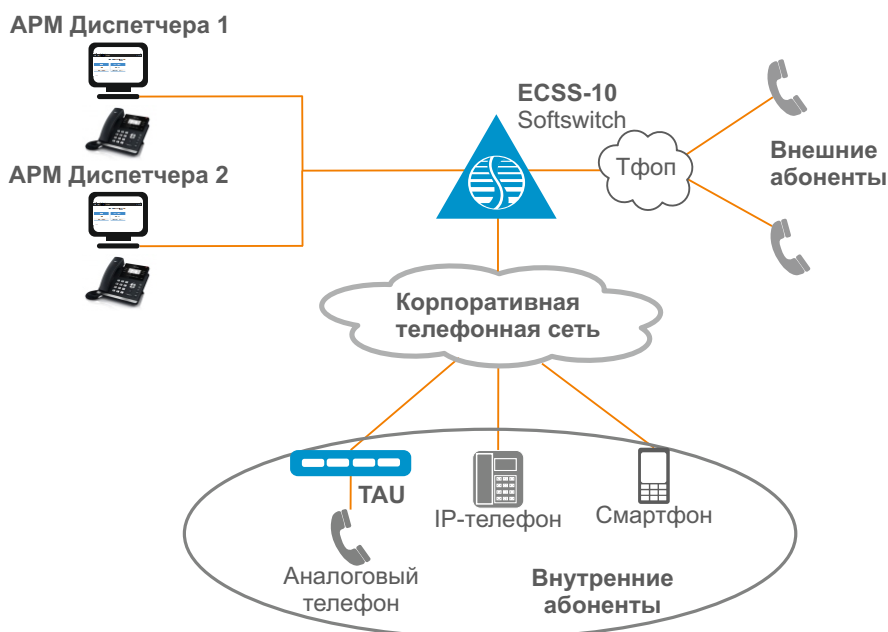 АРМ Диспетчера 1
ECSS-10
Softswitch
АРМ Диспетчера 2
Тфоп
Внешние
абоненты
Корпоративная
телефонная сеть
TAU
IP-телефон
Смартфон
Аналоговый
телефон
Внутренние
абоненты